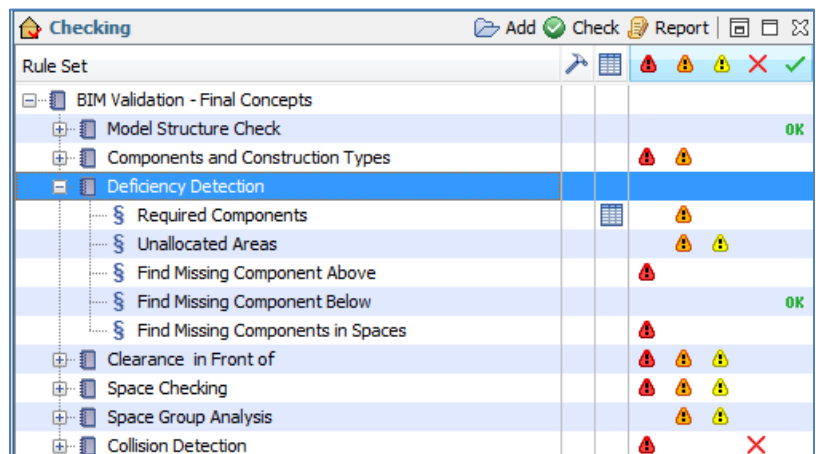 Checking Add Check Report
Rule Set
BIM Validation - Final Concepts
Model Structure Check OK
Components and Construction Types
Deficiency Detection
§ Required Components
§ Unallocated Areas
§ Find Missing Component Above
§ Find Missing Component Below OK
§ Find Missing Components in Spaces
Clearance in Front of
Space Checking
Space Group Analysis
Collision Detection